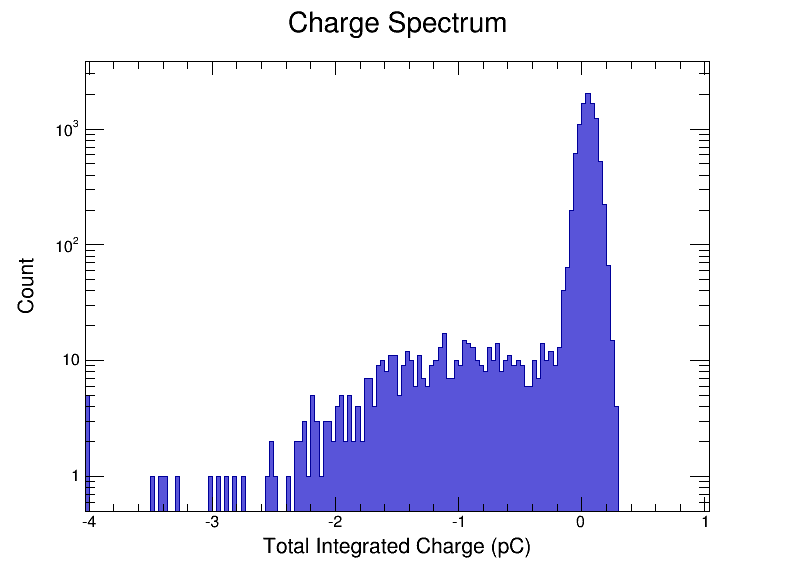 Charge Spectrum
Count
10³
10²
10
1
-4 -3 -2 -1 0 1
Total Integrated Charge (pC)